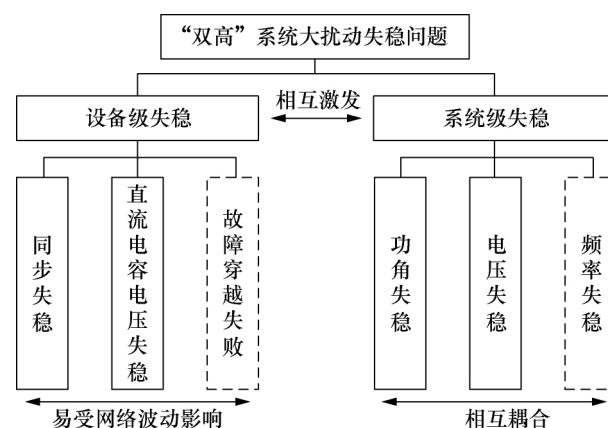 “双高”系统大扰动失稳问题
设备级失稳
相互激发
系统级失稳
同步失稳
直流电容电压失稳
故障穿越失败
功角失稳
电压失稳
频率失稳
易受网络波动影响
相互耦合